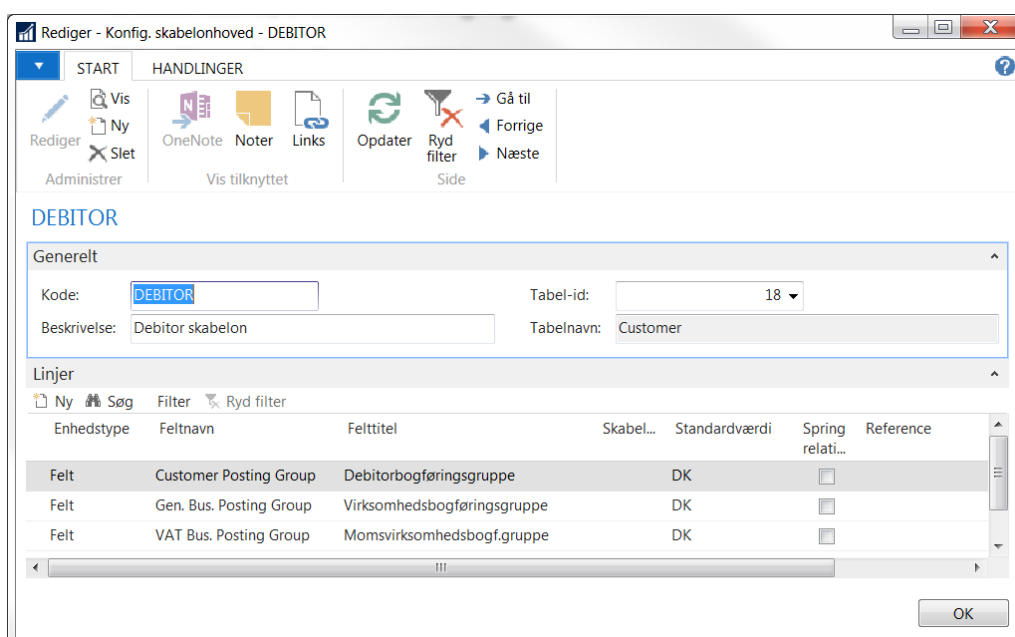 Rediger - Konfig. skabelonhoved - DEBITOR
START HANDLINGER
Rediger Vis Ny Slet OneNote Noter Links Opdater Ryd filter Gå til Forrige Næste
Administrer Vis tilknyttet Side
DEBITOR
Generelt
Kode: DEBITOR Tabel-id: 18
Beskrivelse: Debitor skabelon Tabelnavn: Customer
Linjer
Ny Søg Filter Ryd filter
Enhedstype Feltnavn Felttitel Skabel... Standardværdi Spring relati... Reference
Felt Customer Posting Group Debitorbogføringsgruppe DK
Felt Gen. Bus. Posting Group Virksomhedsbogføringsgruppe DK
Felt VAT Bus. Posting Group Momsvirksomhedsbogf.gruppe DK
OK